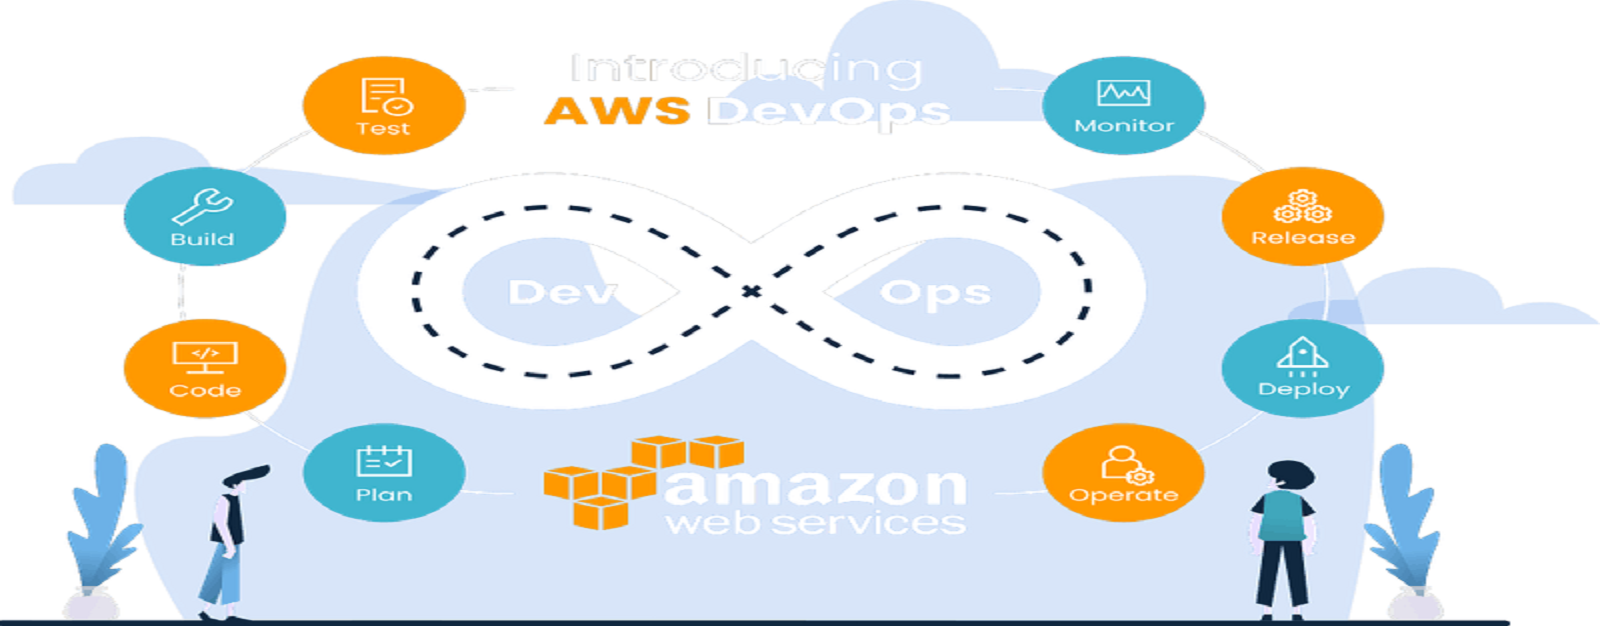 Introducing
AWS DevOps
Test
Monitor
Build
Release
Dev
Ops
Code
Deploy
Plan
Operate
amazon
web services